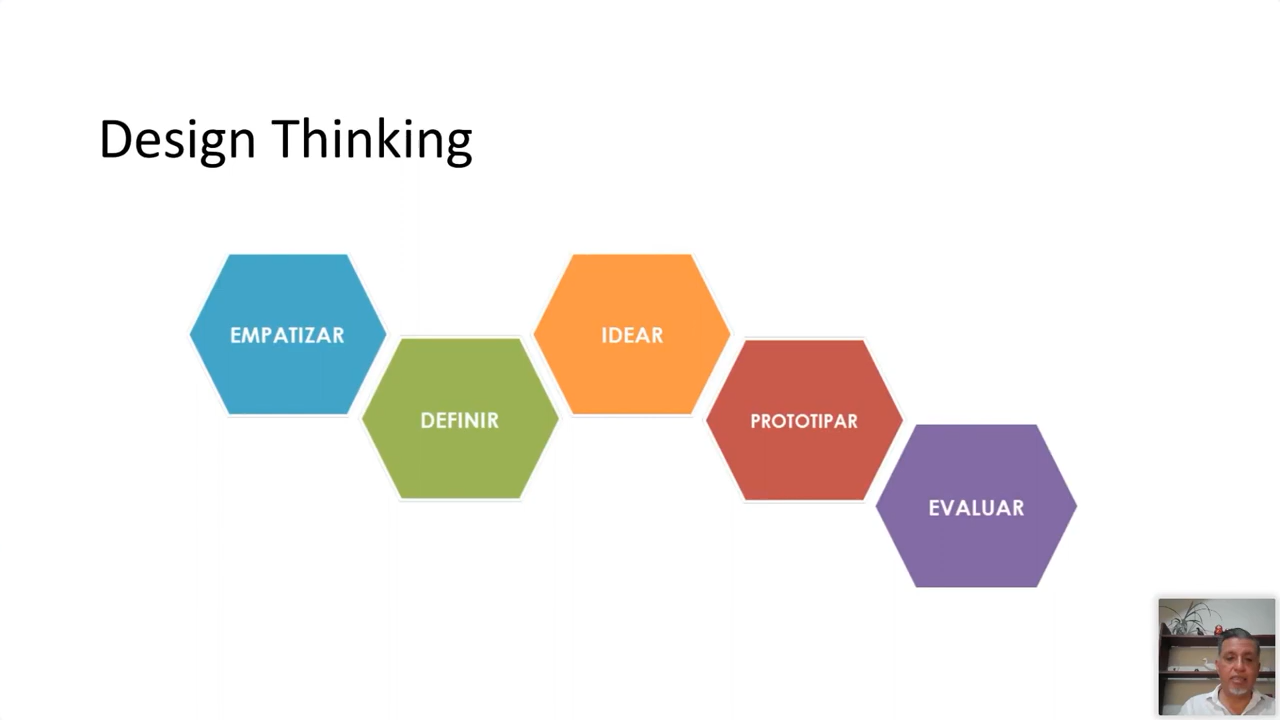 Design Thinking
EMPATIZAR
DEFINIR
IDEAR
PROTOTIPAR
EVALUAR